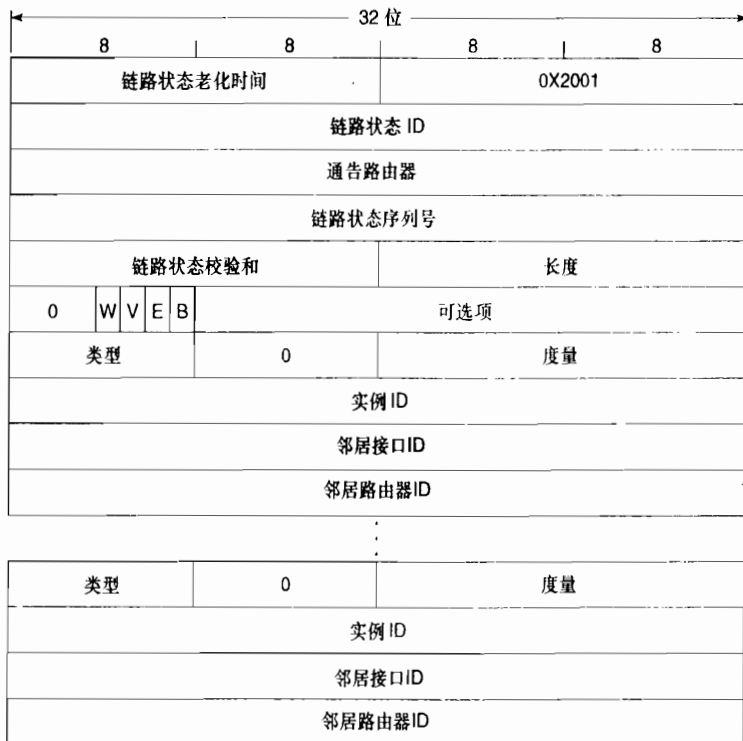 32 位
8 8 8 8
链路状态老化时间 0X2001
链路状态 ID
通告路由器
链路状态序列号
链路状态校验和 长度
0 W V E B 可选项
类型 0 度量
实例 ID
邻居接口ID
邻居路由器ID
类型 0 度量
实例 ID
邻居接口ID
邻居路由器ID